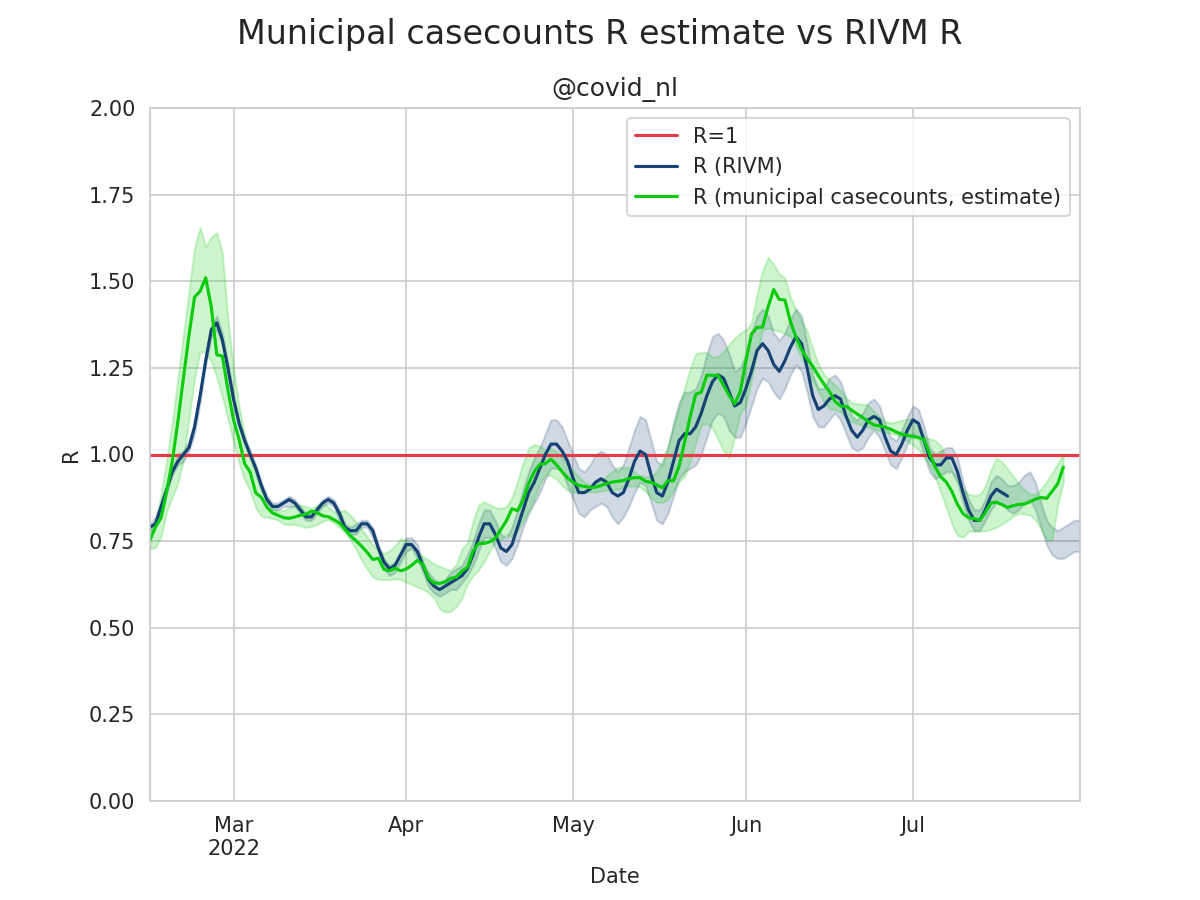 Municipal casecounts R estimate vs RIVM R
@covid_nl
R=1
R (RIVM)
R (municipal casecounts, estimate)
2.00
1.75
1.50
1.25
1.00
0.75
0.50
0.25
0.00
R
Mar Apr May Jun Jul
2022
Date